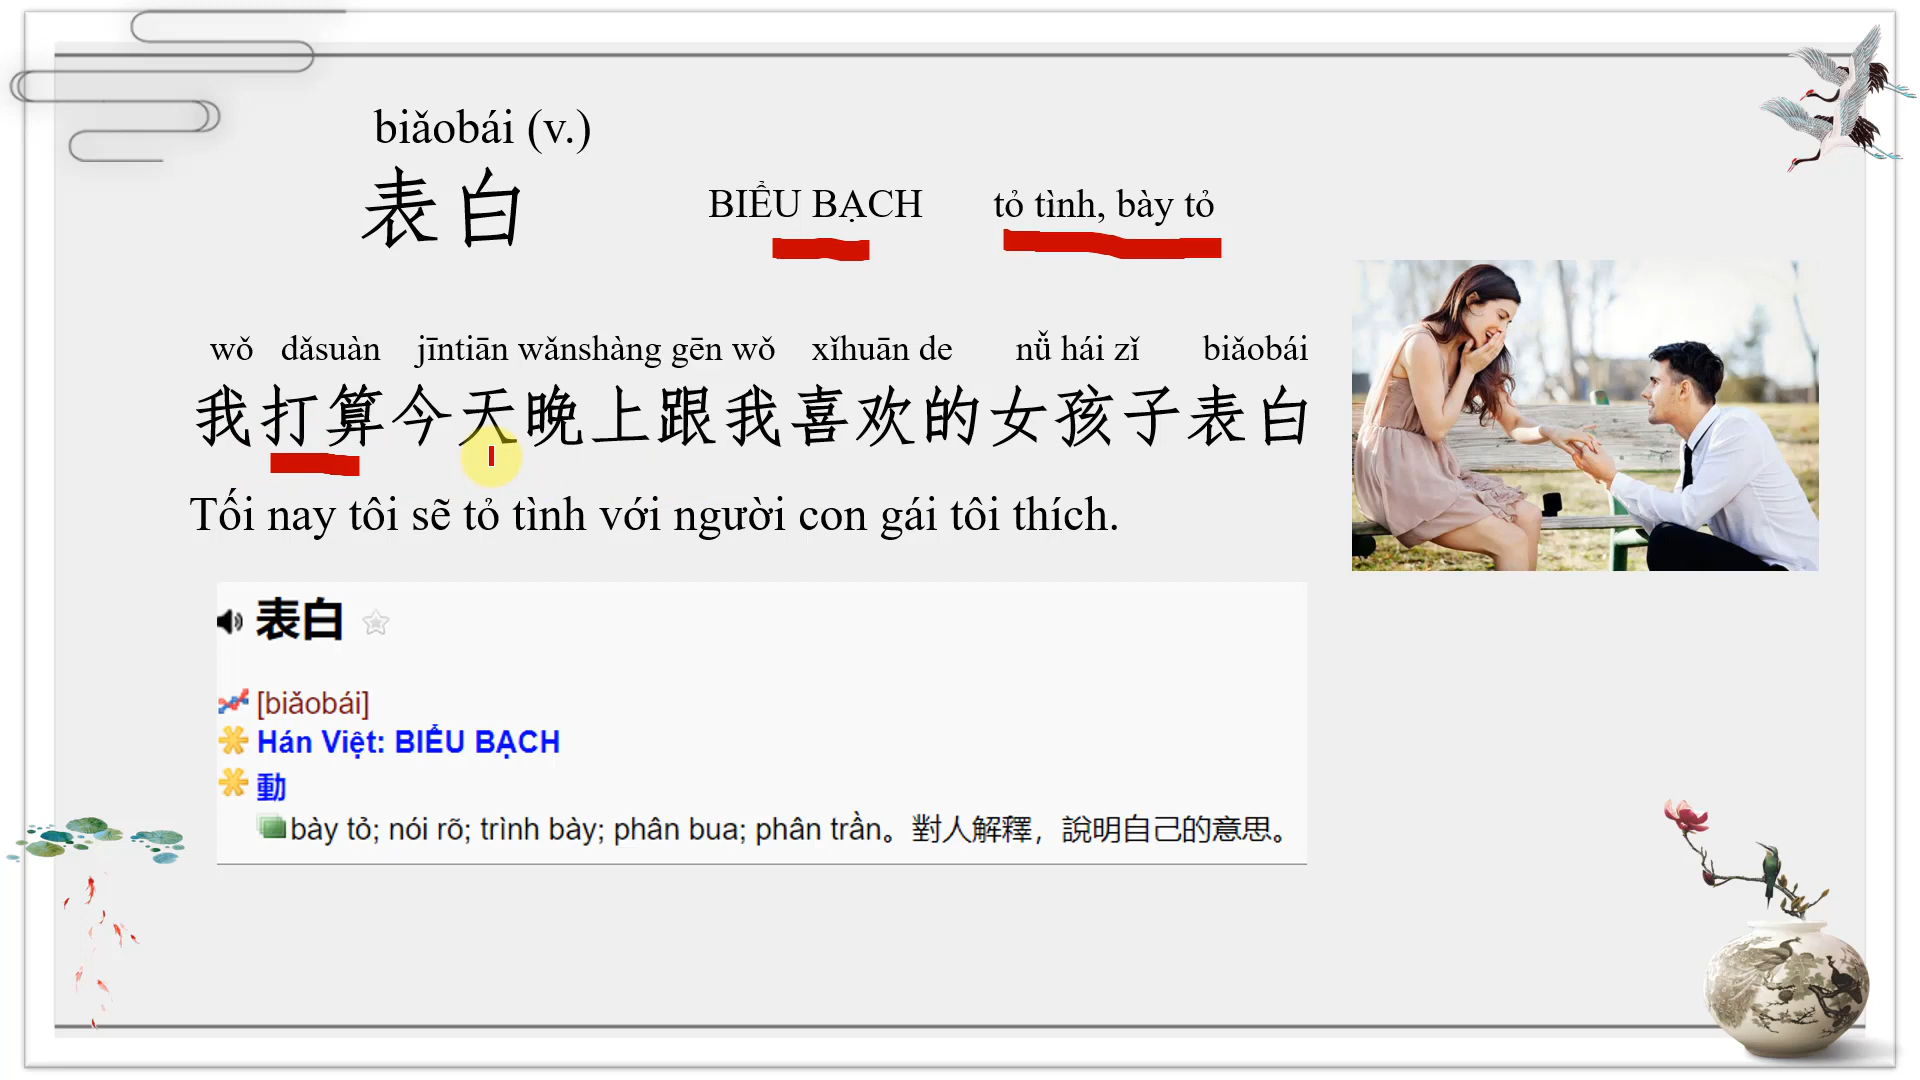 biǎobái (v.)
表白 BIỂU BẠCH tỏ tình, bày tỏ
wǒ dǎsuàn jīntiān wǎnshàng gēn wǒ xǐhuān de nǚ hái zǐ biǎobái
我打算今天晚上跟我喜欢的女孩子表白
Tối nay tôi sẽ tỏ tình với người con gái tôi thích.
表白
[biǎobái]
Hán Việt: BIỂU BẠCH
動
bày tỏ; nói rõ; trình bày; phân bua; phân trần。對人解釋，說明自己的意思。